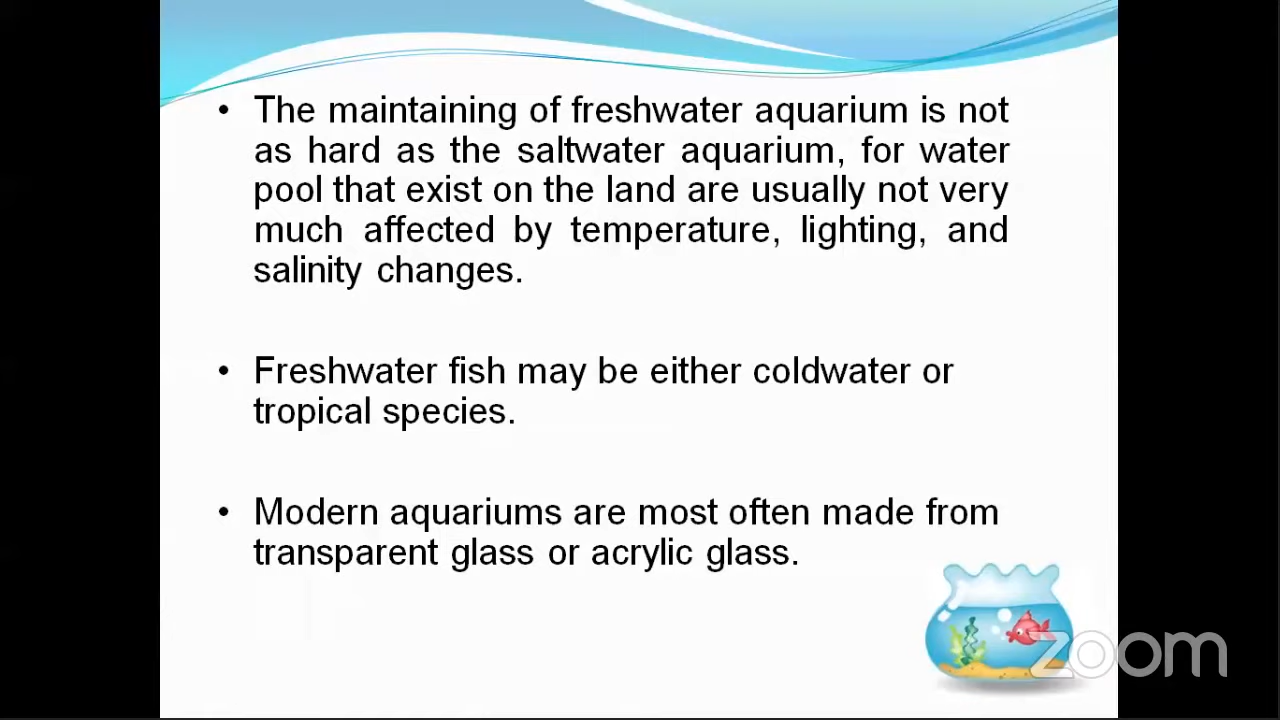 • The maintaining of freshwater aquarium is not
as hard as the saltwater aquarium, for water
pool that exist on the land are usually not very
much affected by temperature, lighting, and
salinity changes.
• Freshwater fish may be either coldwater or
tropical species.
• Modern aquariums are most often made from
transparent glass or acrylic glass.
zoom